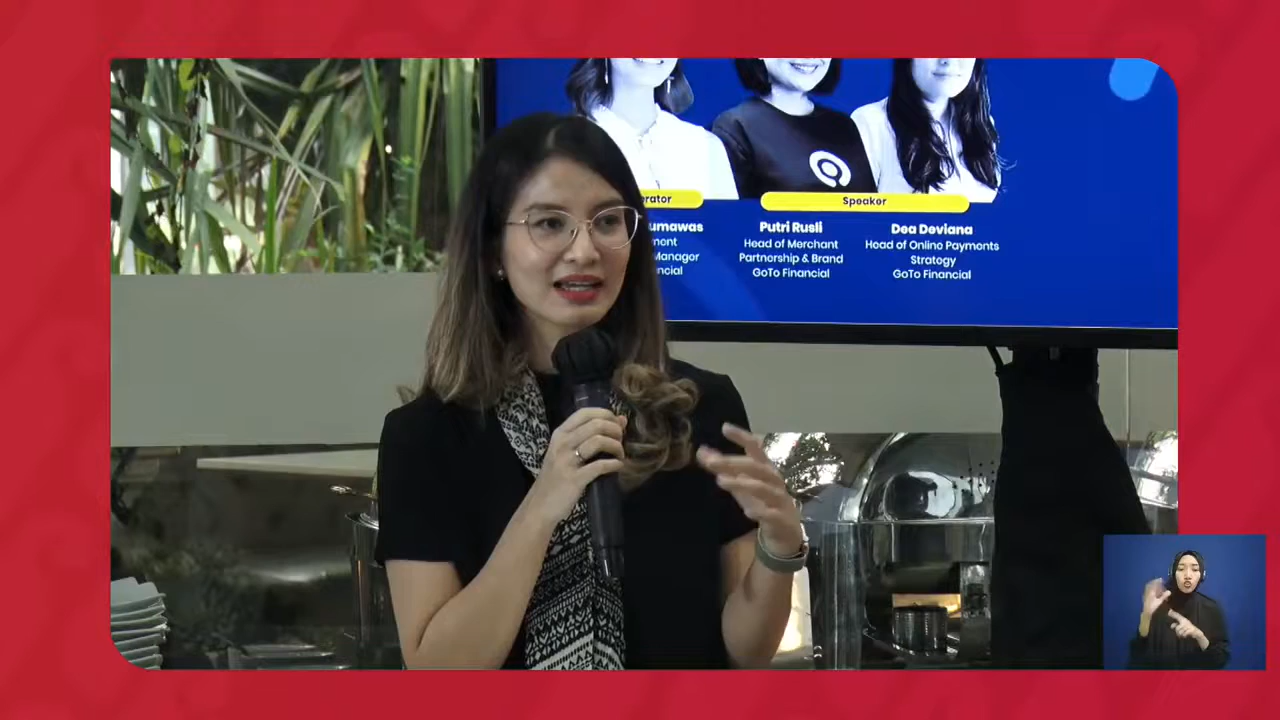 Speaker
Putri Rusli
Head of Merchant
Partnership & Brand
GoTo Financial
Dea Deviana
Head of Online Payments
Strategy
GoTo Financial
Manager